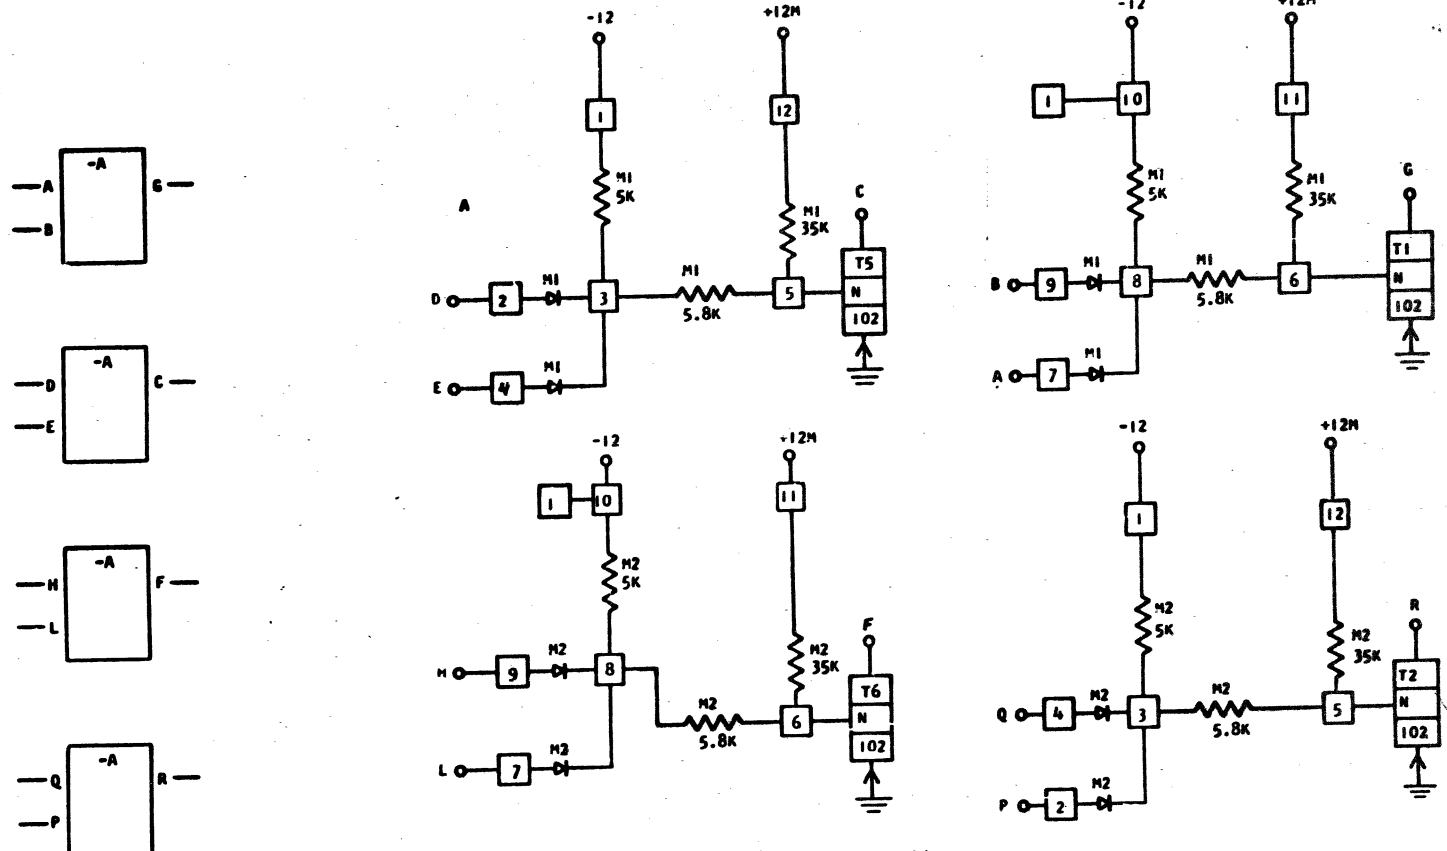 -A
A
G
B
-A
D
C
E
-A
H
F
L
-A
Q
R
P
A
-12
+12M
1
12
M1
5K
M1
35K
C
T5
N
102
D
2
M1
3
M1
5.8K
5
E
4
M1
-12
+12M
1
10
11
M1
5K
M1
35K
G
T1
N
102
B
9
M1
8
M1
5.8K
6
A
7
M1
-12
+12M
1
10
11
M2
5K
M2
35K
F
T6
N
102
H
9
M2
8
M2
5.8K
6
L
7
M2
-12
+12M
1
12
M2
5K
M2
35K
R
T2
N
102
Q
4
M2
3
M2
5.8K
5
P
2
M2